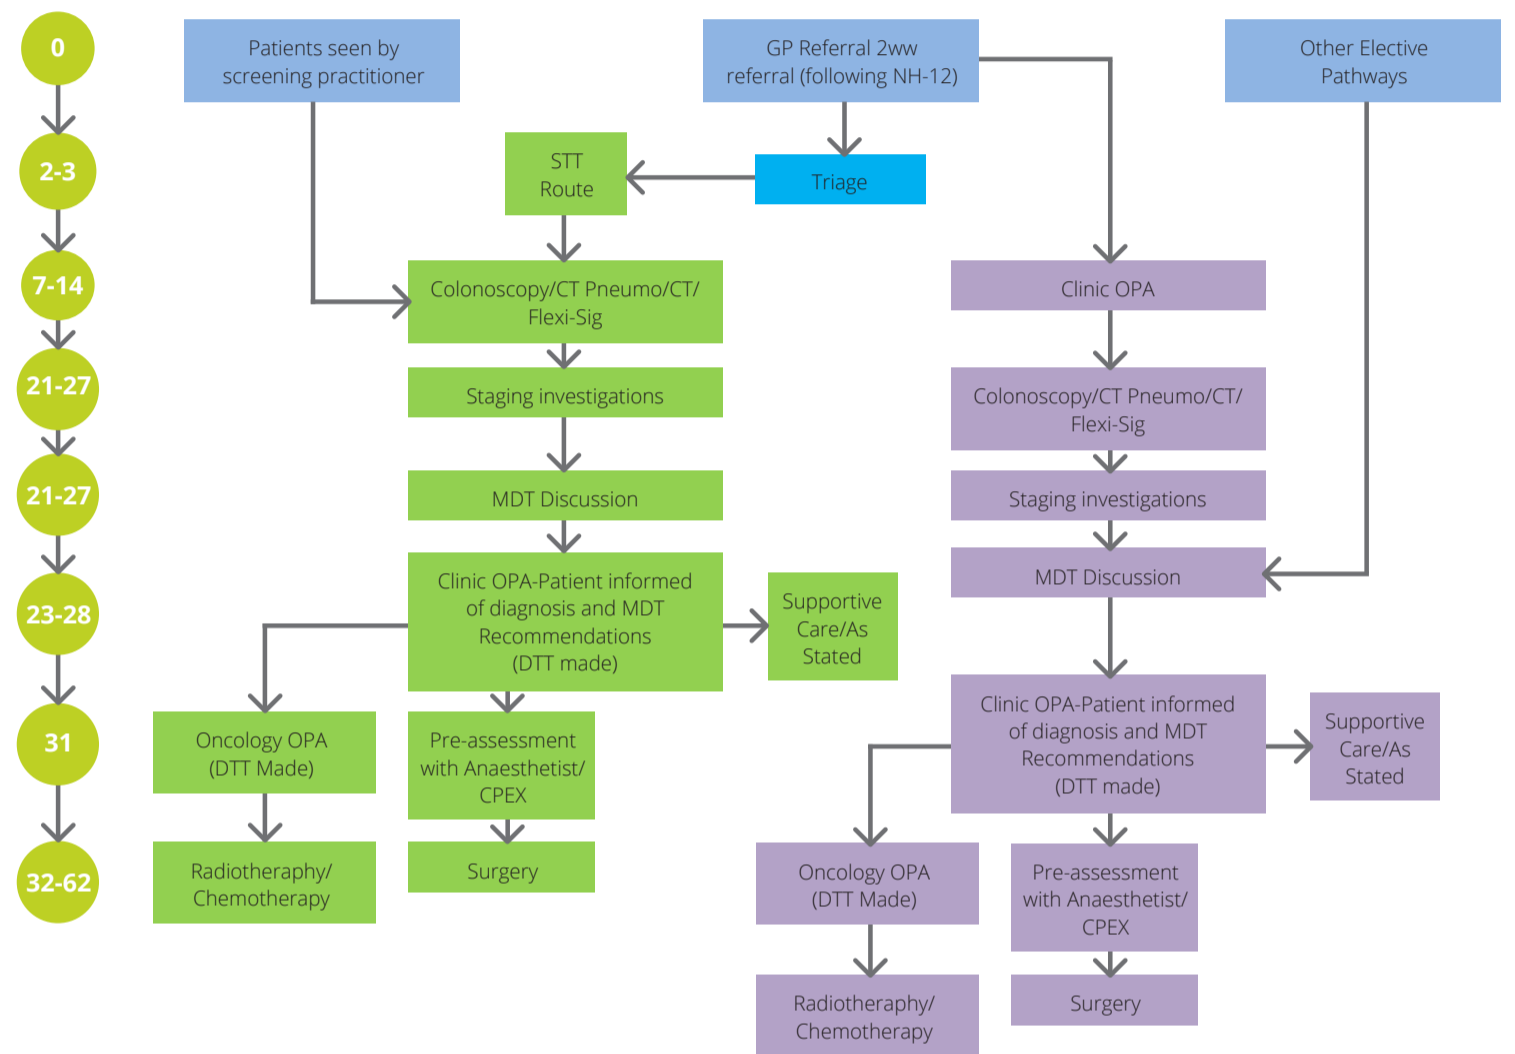 0
2-3
7-14
21-27
21-27
23-28
31
32-62
Patients seen by
screening practitioner
GP Referral 2ww
referral (following NH-12)
Other Elective
Pathways
Triage
STT
Route
Colonoscopy/CT Pneumo/CT/
Flexi-Sig
Staging investigations
MDT Discussion
Clinic OPA-Patient informed
of diagnosis and MDT
Recommendations
(DTT made)
Supportive
Care/As
Stated
Oncology OPA
(DTT Made)
Pre-assessment
with Anaesthetist/
CPEX
Radiotheraphy/
Chemotherapy
Surgery
Clinic OPA
Colonoscopy/CT Pneumo/CT/
Flexi-Sig
Staging investigations
MDT Discussion
Clinic OPA-Patient informed
of diagnosis and MDT
Recommendations
(DTT made)
Supportive
Care/As
Stated
Oncology OPA
(DTT Made)
Pre-assessment
with Anaesthetist/
CPEX
Radiotheraphy/
Chemotherapy
Surgery